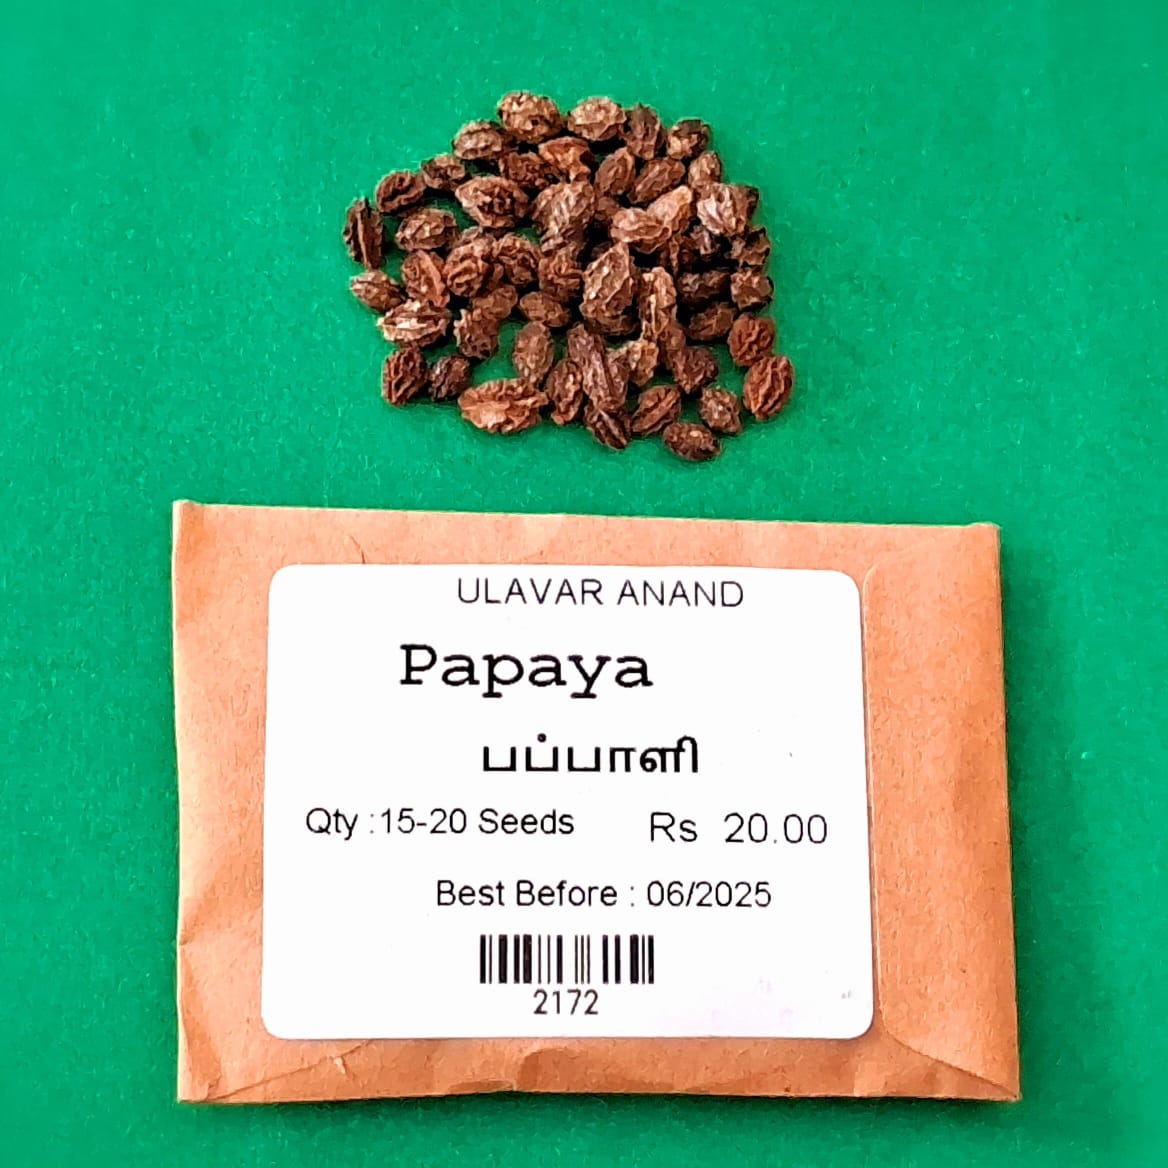 ULAVAR ANAND
Papaya
பப்பாளி
Qty :15-20 Seeds Rs 20.00
Best Before : 06/2025
2172